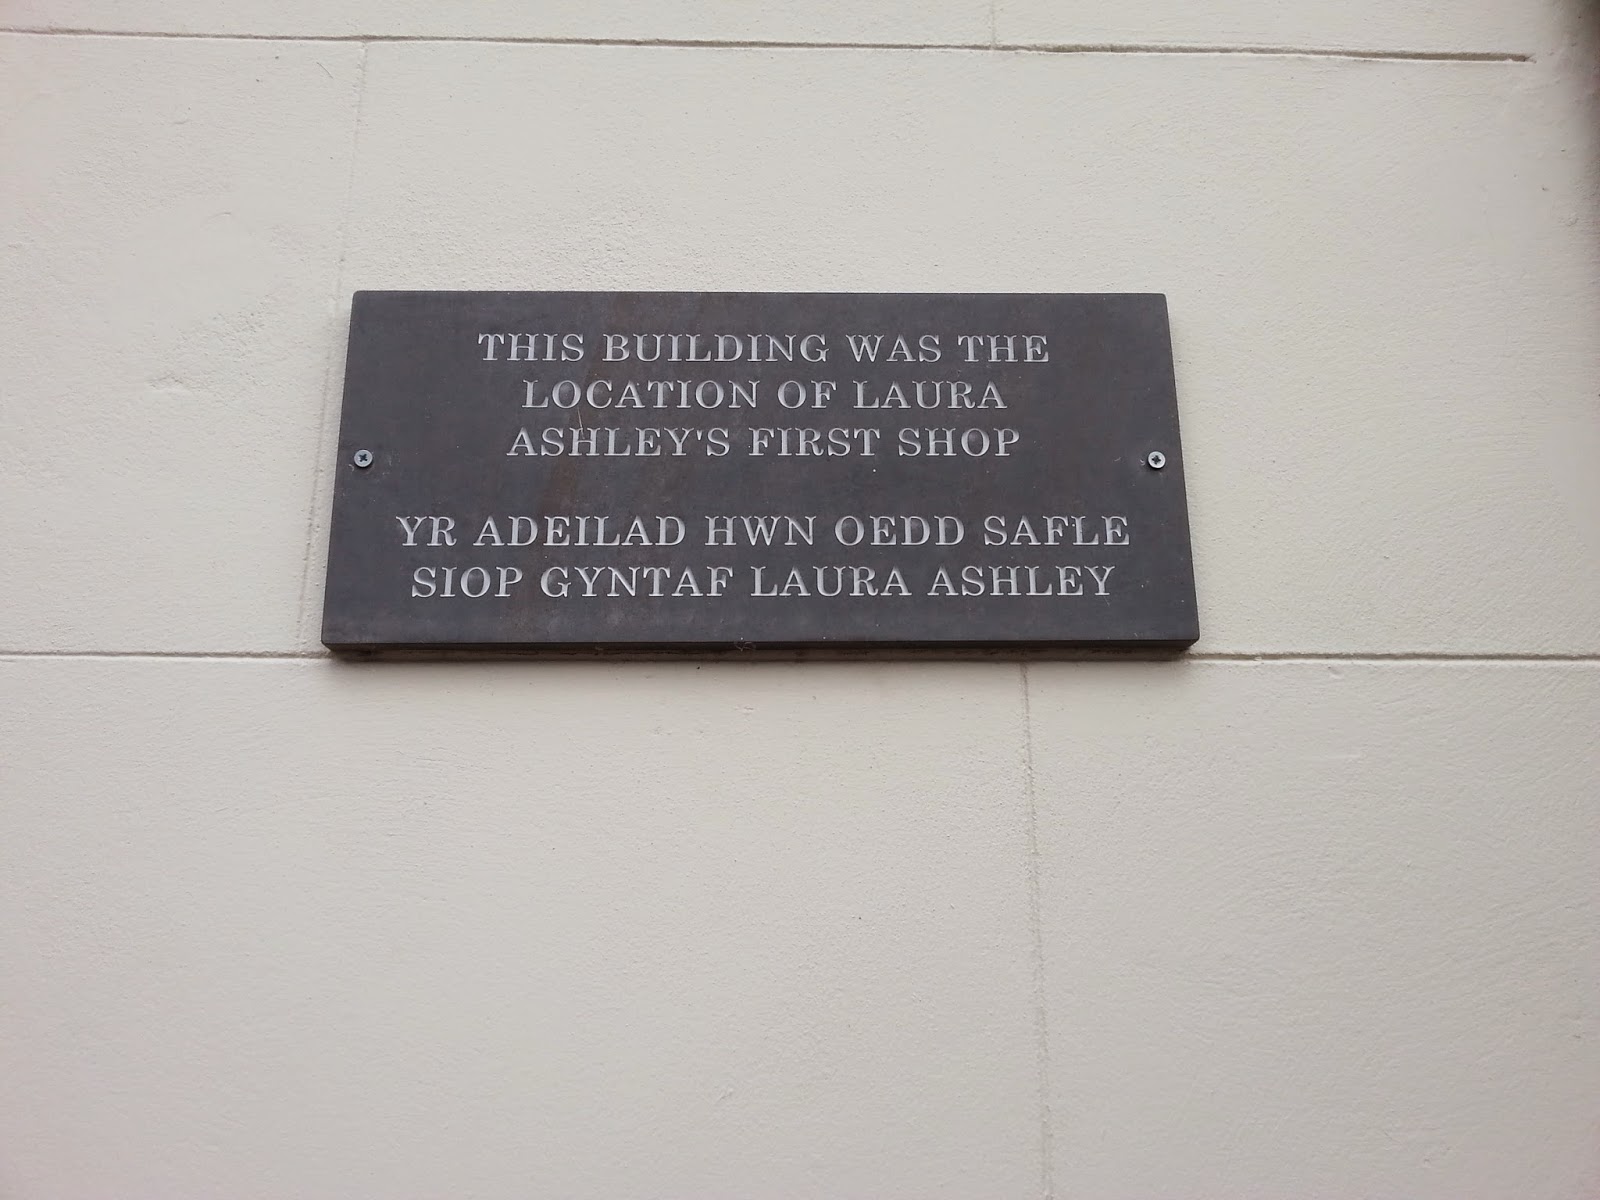 THIS BUILDING WAS THE
LOCATION OF LAURA
ASHLEY'S FIRST SHOP
YR ADEILAD HWN OEDD SAFLE
SIOP GYNTAF LAURA ASHLEY